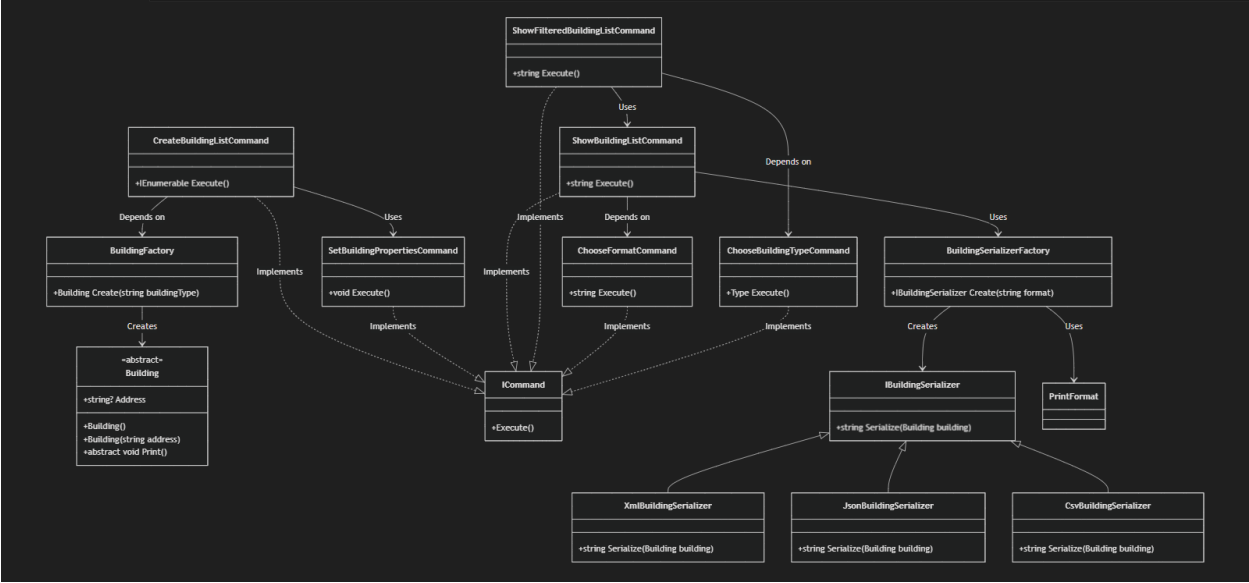 ShowFilteredBuildingListCommand
+string Execute()
Uses
CreateBuildingListCommand
+IEnumerable Execute()
ShowBuildingListCommand
+string Execute()
Depends on
Depends on
Uses
Implements
Depends on
Uses
BuildingFactory
+Building Create(string buildingType)
SetBuildingPropertiesCommand
+void Execute()
ChooseFormatCommand
+string Execute()
ChooseBuildingTypeCommand
+Type Execute()
BuildingSerializerFactory
+IBuildingSerializer Create(string format)
Implements
Implements
Creates
Implements
Implements
Implements
Creates
Uses
«abstract»
Building
+string? Address
+Building()
+Building(string address)
+abstract void Print()
ICommand
+Execute()
IBuildingSerializer
+string Serialize(Building building)
PrintFormat
XmlBuildingSerializer
+string Serialize(Building building)
JsonBuildingSerializer
+string Serialize(Building building)
CsvBuildingSerializer
+string Serialize(Building building)